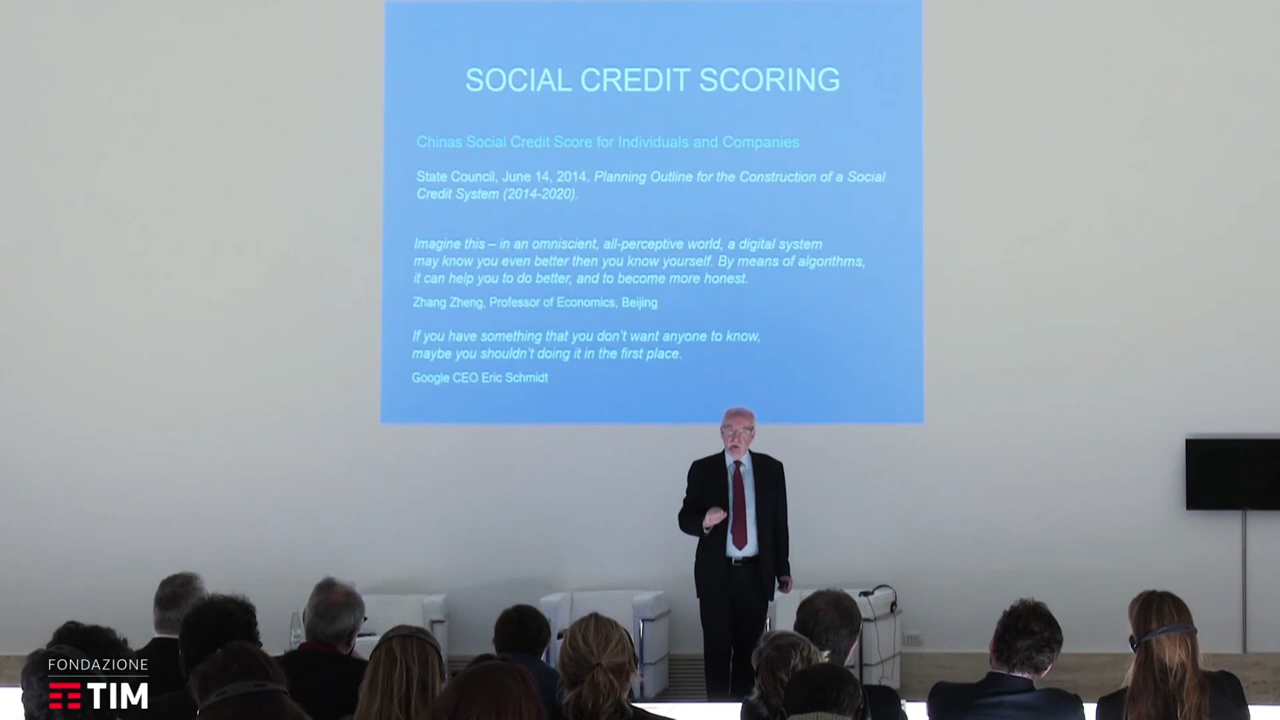 SOCIAL CREDIT SCORING
Chinas Social Credit Score for Individuals and Companies
State Council, June 14, 2014. Planning Outline for the Construction of a Social
Credit System (2014-2020).
Imagine this – in an omniscient, all-perceptive world, a digital system
may know you even better then you know yourself. By means of algorithms,
it can help you to do better, and to become more honest.
Zhang Zheng, Professor of Economics, Beijing
If you have something that you don't want anyone to know,
maybe you shouldn't doing it in the first place.
Google CEO Eric Schmidt
FONDAZIONE
TIM